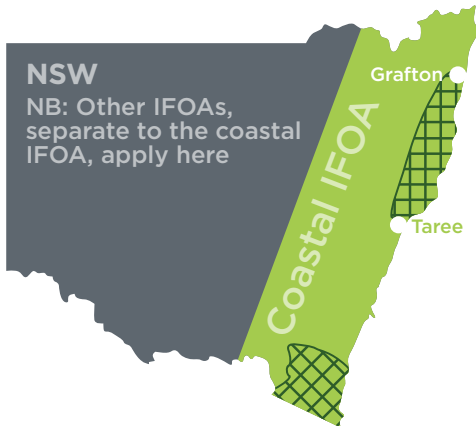 NSW
NB: Other IFOAs,
separate to the coastal
IFOA, apply here
Grafton
Coastal IFOA
Taree